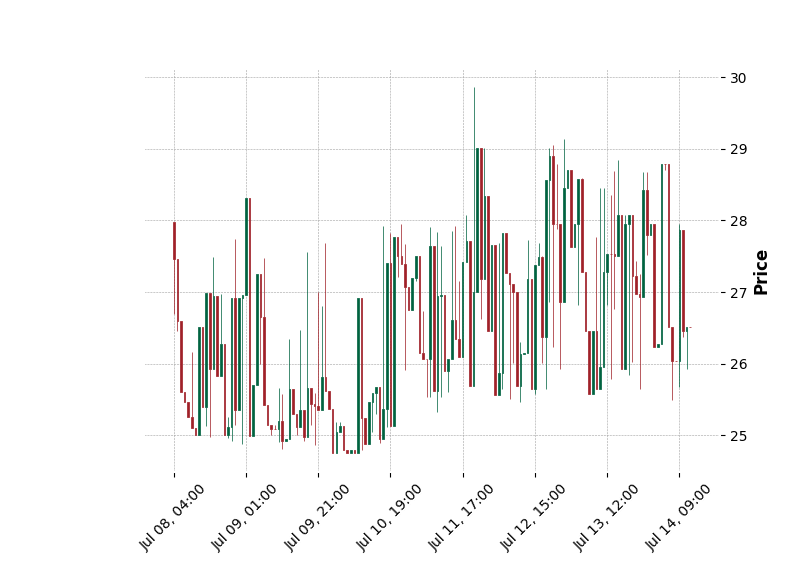 30
29
28
27
26
25
Price
Jul 08, 04:00
Jul 09, 01:00
Jul 09, 21:00
Jul 10, 19:00
Jul 11, 17:00
Jul 12, 15:00
Jul 13, 12:00
Jul 14, 09:00